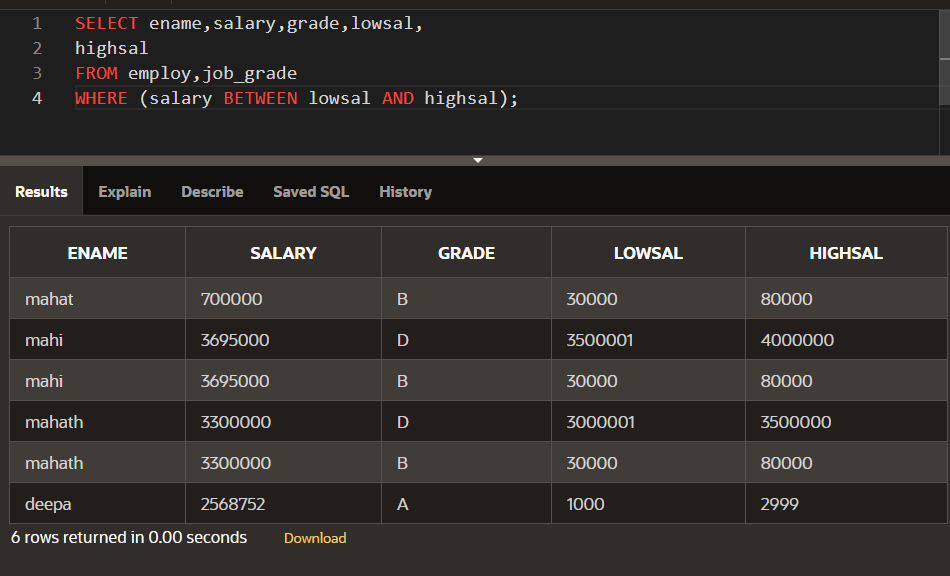 1 SELECT ename,salary,grade,lowsal,
2 highsal
3 FROM employ,job_grade
4 WHERE (salary BETWEEN lowsal AND highsal);
Results Explain Describe Saved SQL History
ENAME SALARY GRADE LOWSAL HIGHSAL
mahat 700000 B 30000 80000
mahi 3695000 D 3500001 4000000
mahi 3695000 B 30000 80000
mahath 3300000 D 3000001 3500000
mahath 3300000 B 30000 80000
deepa 2568752 A 1000 2999
6 rows returned in 0.00 seconds Download